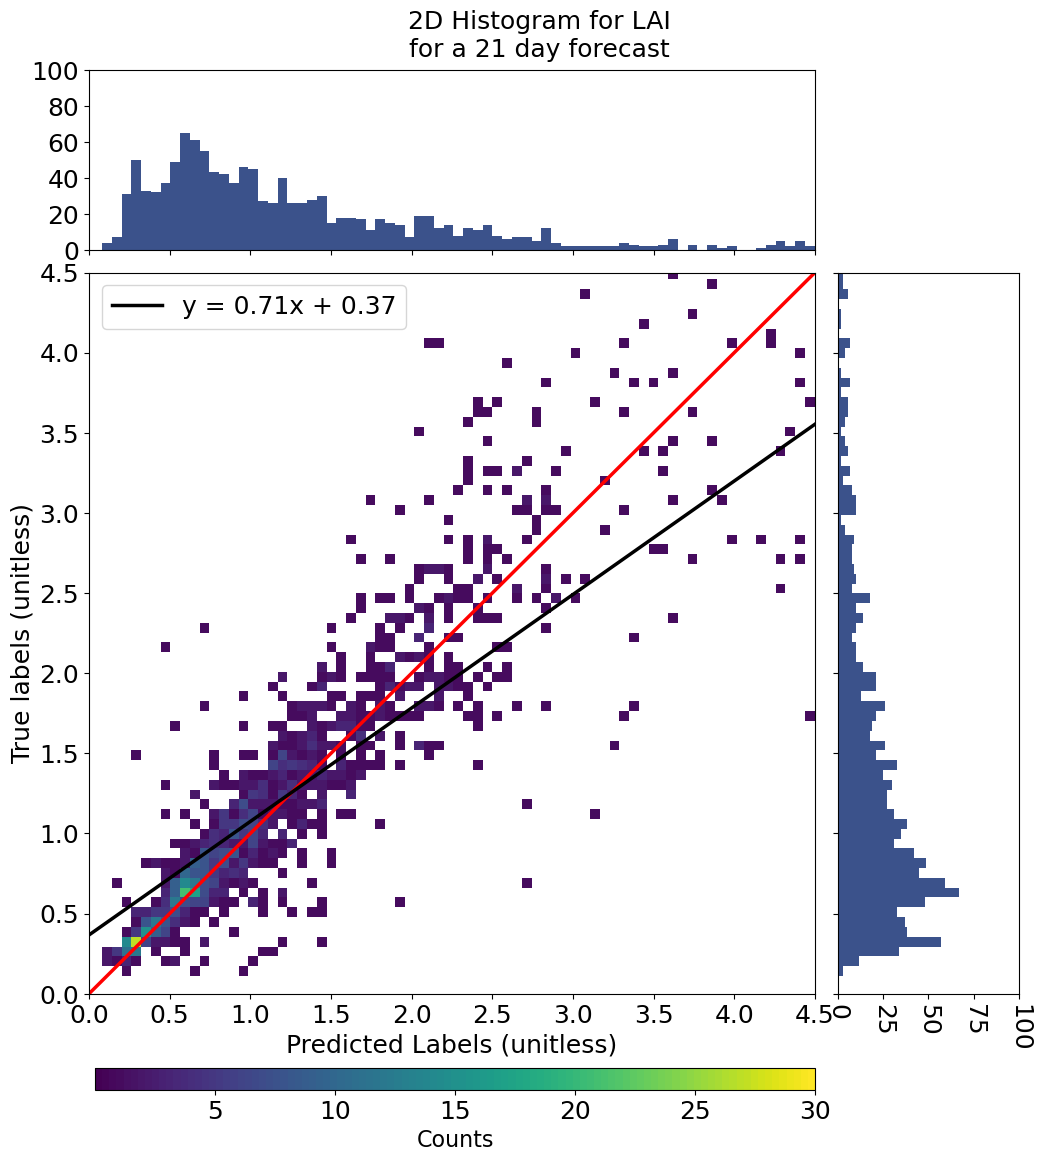 2D Histogram for LAI
for a 21 day forecast
100
80
60
40
20
0
4.5
4.0
3.5
3.0
2.5
2.0
1.5
1.0
0.5
0.0
True labels (unitless)
y = 0.71x + 0.37
0.0 0.5 1.0 1.5 2.0 2.5 3.0 3.5 4.0 4.5
Predicted Labels (unitless)
0 25 50 75 100
5 10 15 20 25 30
Counts